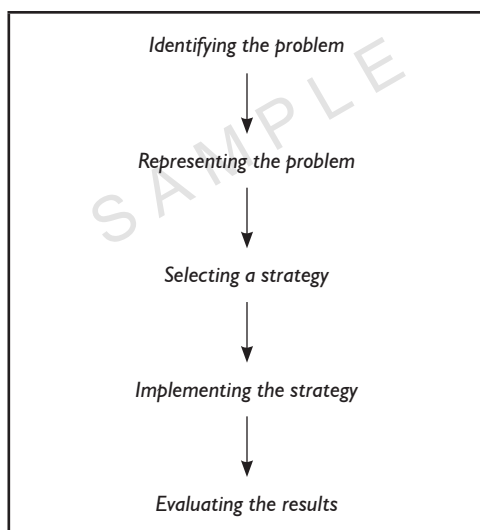 Identifying the problem
SAMPLE
Representing the problem
Selecting a strategy
Implementing the strategy
Evaluating the results